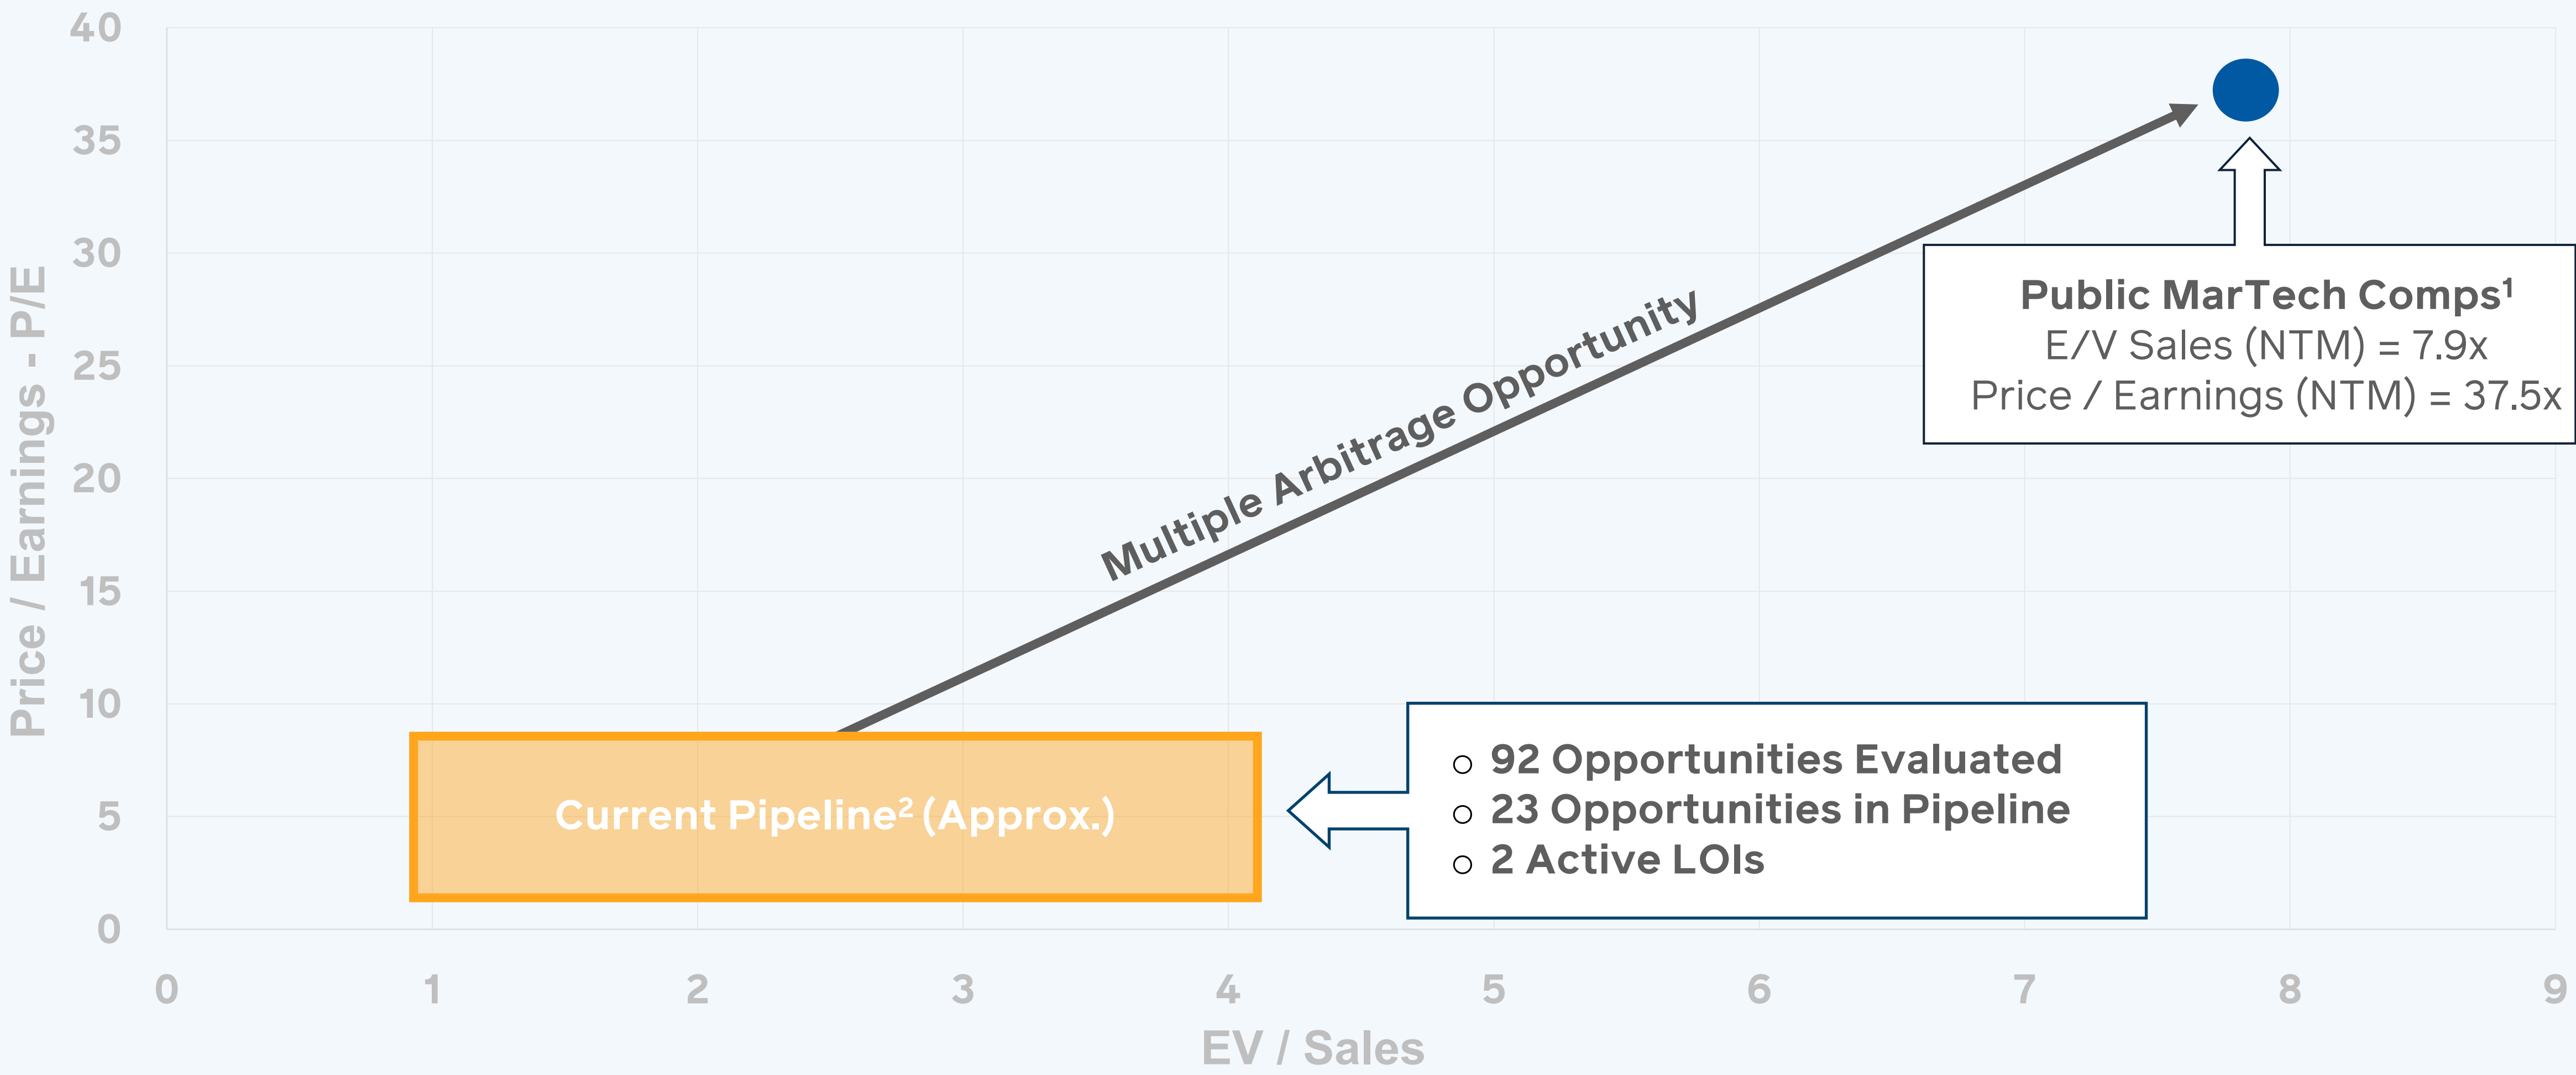 40
35
30
25
20
15
10
5
0
Price / Earnings - P/E
Multiple Arbitrage Opportunity
Public MarTech Comps¹
E/V Sales (NTM) = 7.9x
Price / Earnings (NTM) = 37.5x
Current Pipeline² (Approx.)
○ 92 Opportunities Evaluated
○ 23 Opportunities in Pipeline
○ 2 Active LOIs
0 1 2 3 4 5 6 7 8 9
EV / Sales